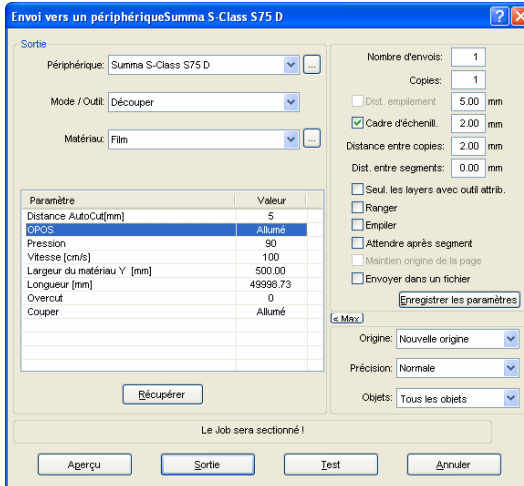 Envoi vers un périphériqueSumma S-Class S75 D
Sortie
Périphérique: Summa S-Class S75 D ...
Mode / Outil: Découper
Matériau: Film ...
Paramètre Valeur
Distance AutoCut[mm] 5
OPOS Allumé
Pression 90
Vitesse [cm/s] 100
Largeur du matériau Y [mm] 500.00
Longueur [mm] 49998.73
Overcut 0
Couper Allumé
Récupérer
Nombre d'envois: 1
Copies: 1
Dist. empilement 5.00 mm
Cadre d'échenill. 2.00 mm
Distance entre copies: 2.00 mm
Dist. entre segments: 0.00 mm
Seul. les layers avec outil attrib.
Ranger
Empiler
Attendre après segment
Maintien origine de la page
Envoyer dans un fichier
Enregistrer les paramètres
< Max
Origine: Nouvelle origine
Précision: Normale
Objets: Tous les objets
Le Job sera sectionné !
Aperçu Sortie Test Annuler